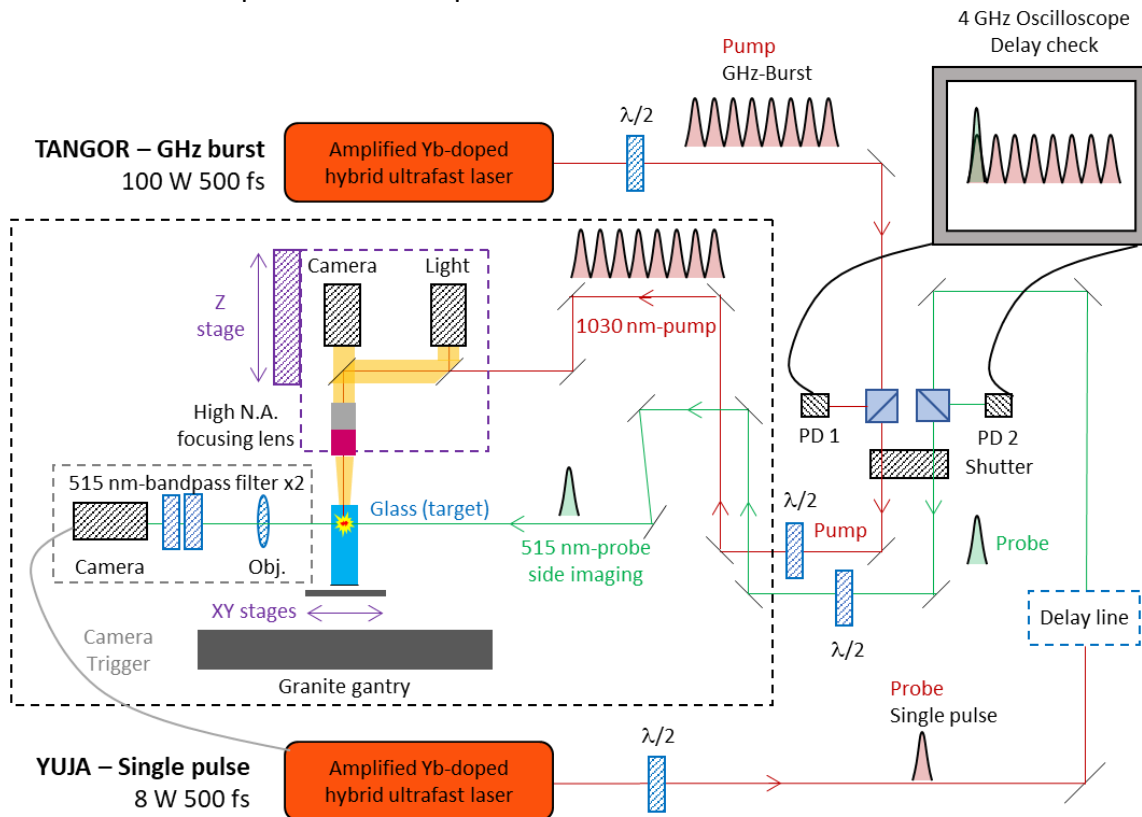 4 GHz Oscilloscope
Delay check
Pump
GHz-Burst
λ/2
TANGOR – GHz burst
100 W 500 fs
Amplified Yb-doped
hybrid ultrafast laser
Camera
Light
Z
stage
1030 nm-pump
High N.A.
focusing lens
PD 1
PD 2
Shutter
515 nm-bandpass filter x2
Glass (target)
λ/2
Pump
Probe
515 nm-probe
side imaging
Camera
Obj.
XY stages
λ/2
Delay line
Camera
Trigger
Granite gantry
Probe
Single pulse
λ/2
YUJA – Single pulse
8 W 500 fs
Amplified Yb-doped
hybrid ultrafast laser